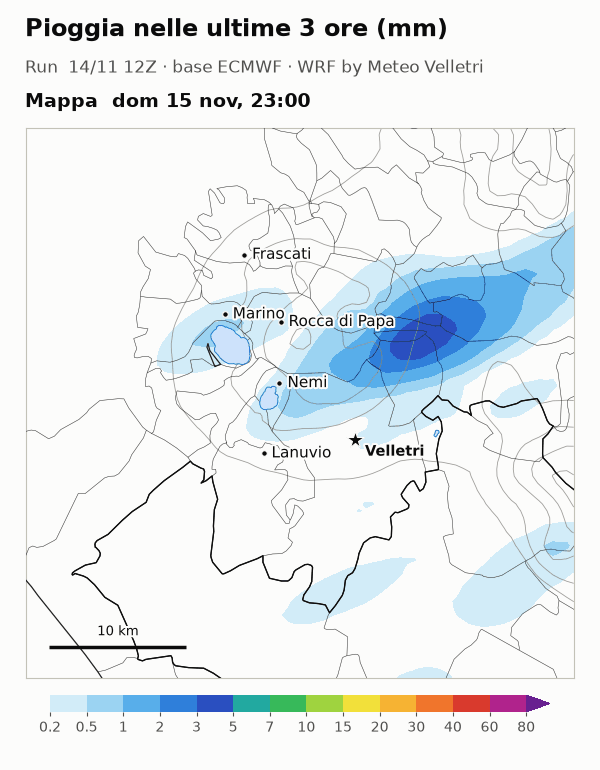 Pioggia nelle ultime 3 ore (mm)
Run  14/11 12Z · base ECMWF · WRF by Meteo Velletri
Mappa  dom 15 nov, 23:00
Frascati
Marino
Rocca di Papa
Nemi
Velletri
Lanuvio
10 km
0.2 0.5 1 2 3 5 7 10 15 20 30 40 60 80